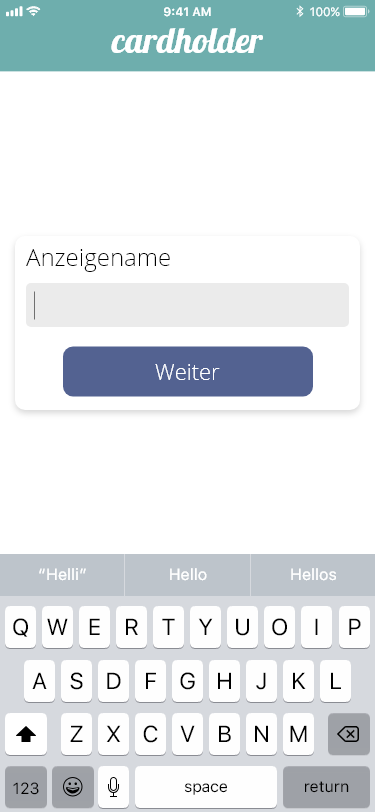 9:41 AM 100%
cardholder
Anzeigename
Weiter
“Helli” Hello Hellos
Q W E R T Y U O I P
A S D F G H J K L
Z X C V B N M
123 space return